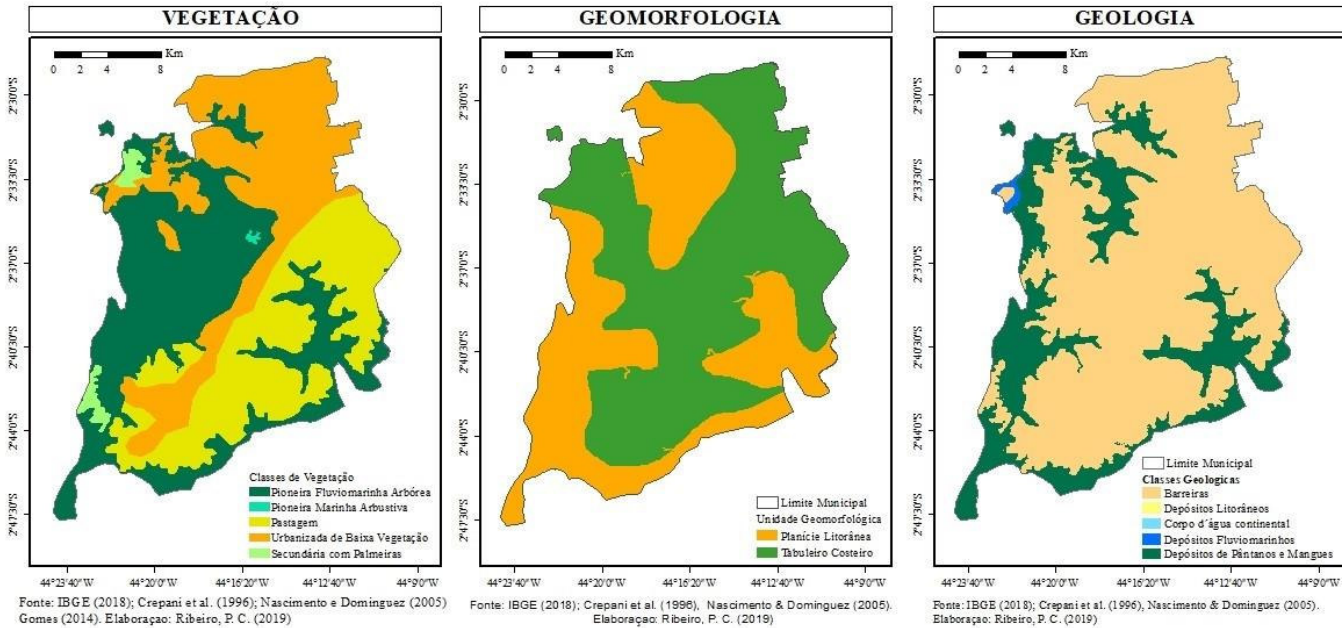 VEGETAÇÃO
Km
0 2 4 8
2°30'0"S
2°33'30"S
2°37'0"S
2°40'30"S
2°44'0"S
2°47'30"S
Classes de Vegetação
Pioneira Fluviomarinha Arbórea
Pioneira Marinha Arbustiva
Pastagem
Urbanizada de Baixa Vegetação
Secundária com Palmeiras
44°23'40"W 44°20'0"W 44°16'20"W 44°12'40"W 44°9'0"W
Fonte: IBGE (2018); Crepani et al. (1996); Nascimento e Dominguez (2005)
Gomes (2014). Elaboraçao: Ribeiro, P. C. (2019)
GEOMORFOLOGIA
Km
0 2 4 8
2°30'0"S
2°33'30"S
2°37'0"S
2°40'30"S
2°44'0"S
2°47'30"S
Limite Municipal
Unidade Geomorfológica
Planície Litorânea
Tabuleiro Costeiro
44°23'40"W 44°20'0"W 44°16'20"W 44°12'40"W 44°9'0"W
Fonte: IBGE (2018); Crepani et al. (1996), Nascimento & Dominguez (2005).
Elaboraçao: Ribeiro, P. C. (2019)
GEOLOGIA
Km
0 2 4 8
2°30'0"S
2°33'30"S
2°37'0"S
2°40'30"S
2°44'0"S
2°47'30"S
Limite Municipal
Classes Geologicas
Barreiras
Depósitos Litorâneos
Corpo d´água continental
Depósitos Fluviomarinhos
Depósitos de Pântanos e Mangues
44°23'40"W 44°20'0"W 44°16'20"W 44°12'40"W 44°9'0"W
Fonte: IBGE (2018); Crepani et al. (1996), Nascimento & Dominguez (2005).
Elaboraçao: Ribeiro, P. C. (2019)